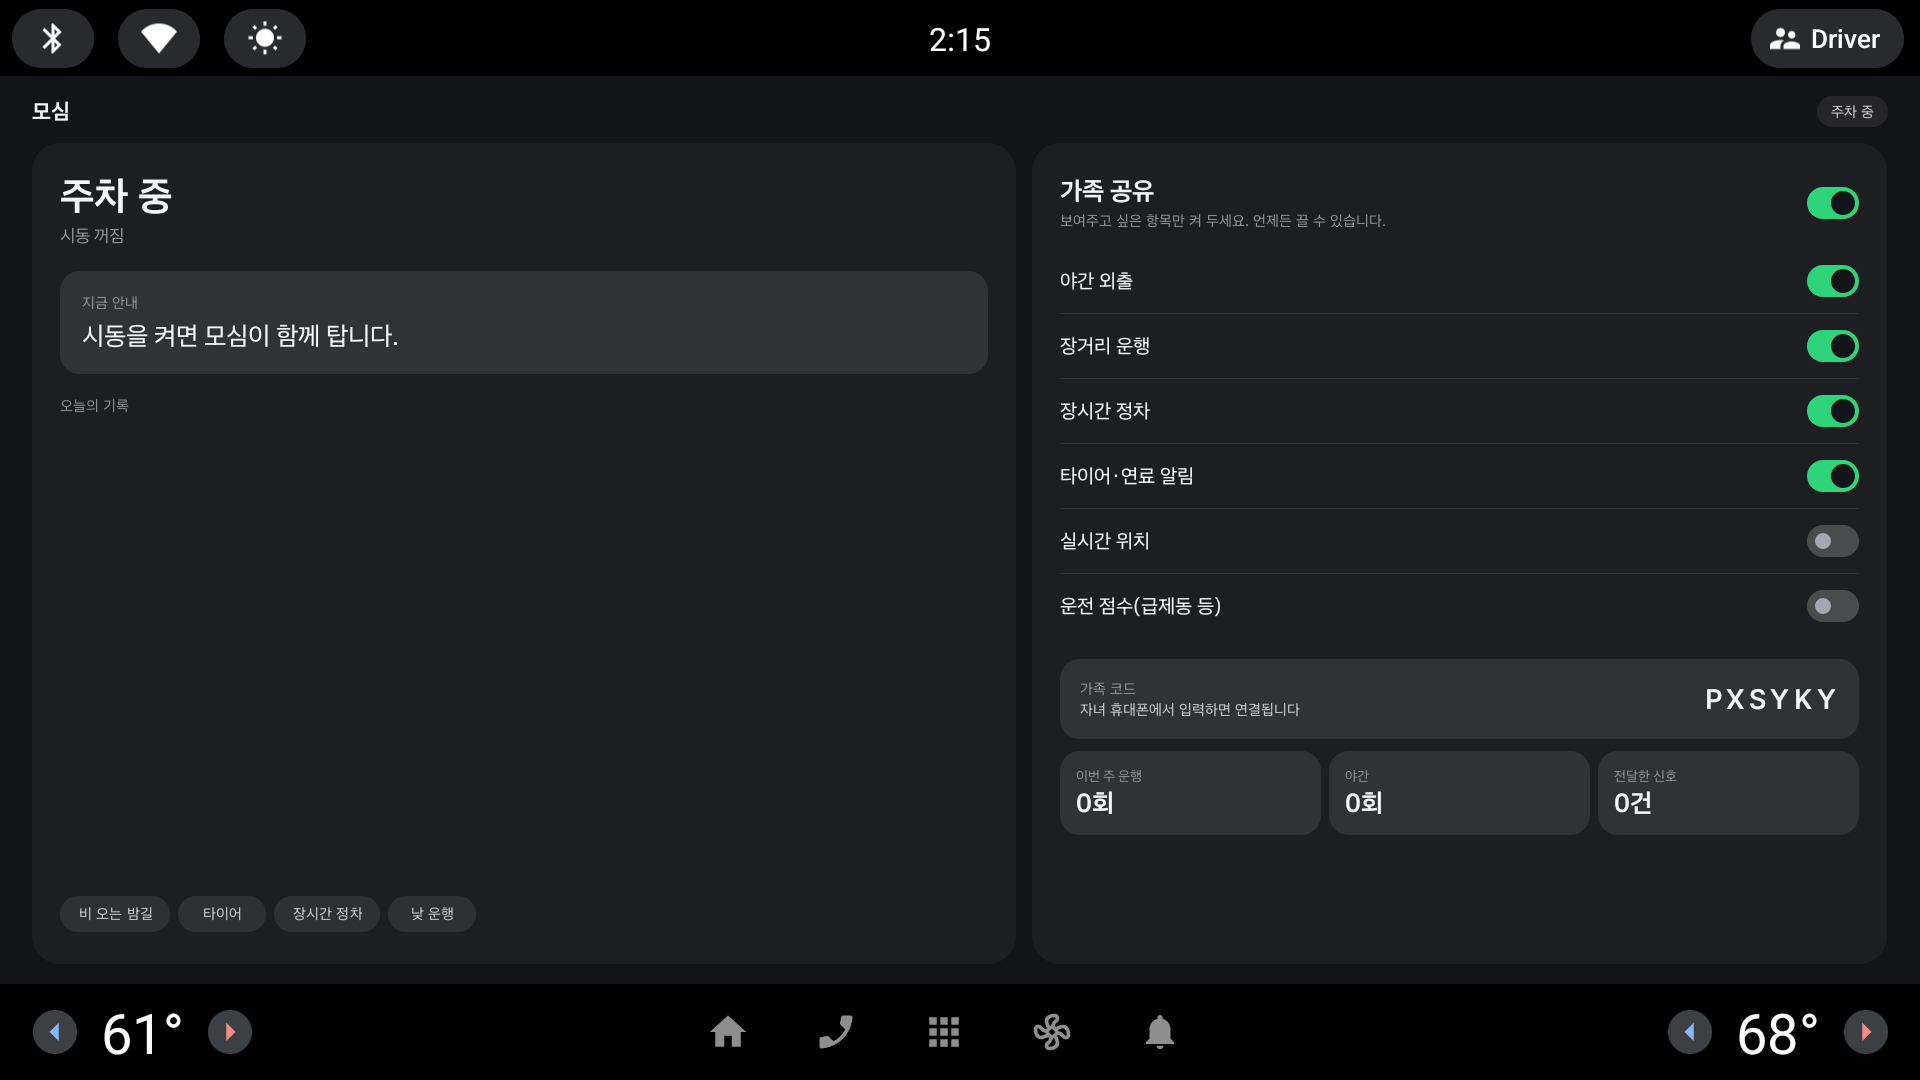 2:15
Driver
모심
주차 중
주차 중
시동 꺼짐
지금 안내
시동을 켜면 모심이 함께 탑니다.
오늘의 기록
비 오는 밤길
타이어
장시간 정차
낮 운행
가족 공유
보여주고 싶은 항목만 켜 두세요. 언제든 끌 수 있습니다.
야간 외출
장거리 운행
장시간 정차
타이어·연료 알림
실시간 위치
운전 점수(급제동 등)
가족 코드
자녀 휴대폰에서 입력하면 연결됩니다
PXSYKY
이번 주 운행
0회
야간
0회
전달한 신호
0건
61°
68°